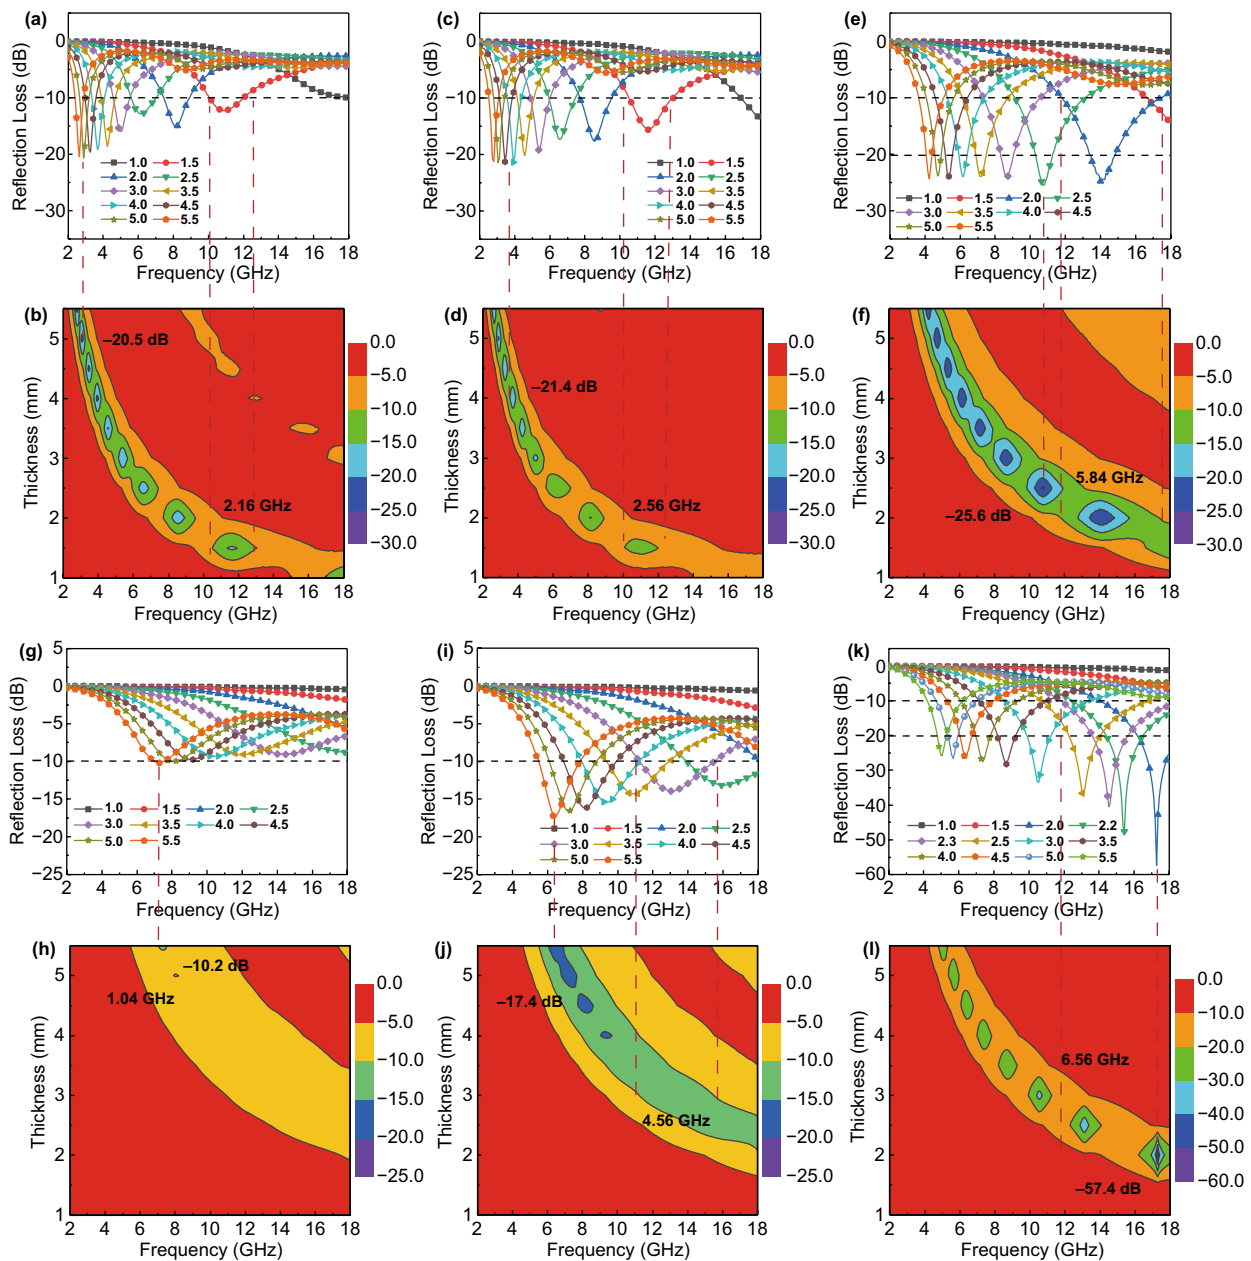 (a)
Reflection Loss (dB)
0
−10
−20
−30
1.0 1.5
2.0 2.5
3.0 3.5
4.0 4.5
5.0 5.5
2 4 6 8 10 12 14 16 18
Frequency (GHz)
(c)
Reflection Loss (dB)
0
−10
−20
−30
1.0 1.5
2.0 2.5
3.0 3.5
4.0 4.5
5.0 5.5
2 4 6 8 10 12 14 16 18
Frequency (GHz)
(e)
Reflection Loss (dB)
0
−10
−20
−30
1.0 1.5 2.0 2.5
3.0 3.5 4.0 4.5
5.0 5.5
2 4 6 8 10 12 14 16 18
Frequency (GHz)
(b)
Thickness (mm)
5
4
3
2
1
−20.5 dB
2.16 GHz
2 4 6 8 10 12 14 16 18
Frequency (GHz)
0.0
−5.0
−10.0
−15.0
−20.0
−25.0
−30.0
(d)
Thickness (mm)
5
4
3
2
1
−21.4 dB
2.56 GHz
2 4 6 8 10 12 14 16 18
Frequency (GHz)
0.0
−5.0
−10.0
−15.0
−20.0
−25.0
−30.0
(f)
Thickness (mm)
5
4
3
2
1
5.84 GHz
−25.6 dB
2 4 6 8 10 12 14 16 18
Frequency (GHz)
0.0
−5.0
−10.0
−15.0
−20.0
−25.0
−30.0
(g)
Reflection Loss (dB)
5
0
−5
−10
−15
−20
−25
1.0 1.5 2.0 2.5
3.0 3.5 4.0 4.5
5.0 5.5
2 4 6 8 10 12 14 16 18
Frequency (GHz)
(i)
Reflection Loss (dB)
5
0
−5
−10
−15
−20
−25
1.0 1.5 2.0 2.5
3.0 3.5 4.0 4.5
5.0 5.5
2 4 6 8 10 12 14 16 18
Frequency (GHz)
(k)
Reflection Loss (dB)
0
−10
−20
−30
−40
−50
−60
1.0 1.5 2.0 2.2
2.3 2.5 3.0 3.5
4.0 4.5 5.0 5.5
2 4 6 8 10 12 14 16 18
Frequency (GHz)
(h)
Thickness (mm)
5
4
3
2
1
−10.2 dB
1.04 GHz
2 4 6 8 10 12 14 16 18
Frequency (GHz)
0.0
−5.0
−10.0
−15.0
−20.0
−25.0
(j)
Thickness (mm)
5
4
3
2
1
−17.4 dB
4.56 GHz
2 4 6 8 10 12 14 16 18
Frequency (GHz)
0.0
−5.0
−10.0
−15.0
−20.0
−25.0
(l)
Thickness (mm)
5
4
3
2
1
6.56 GHz
−57.4 dB
2 4 6 8 10 12 14 16 18
Frequency (GHz)
0.0
−10.0
−20.0
−30.0
−40.0
−50.0
−60.0